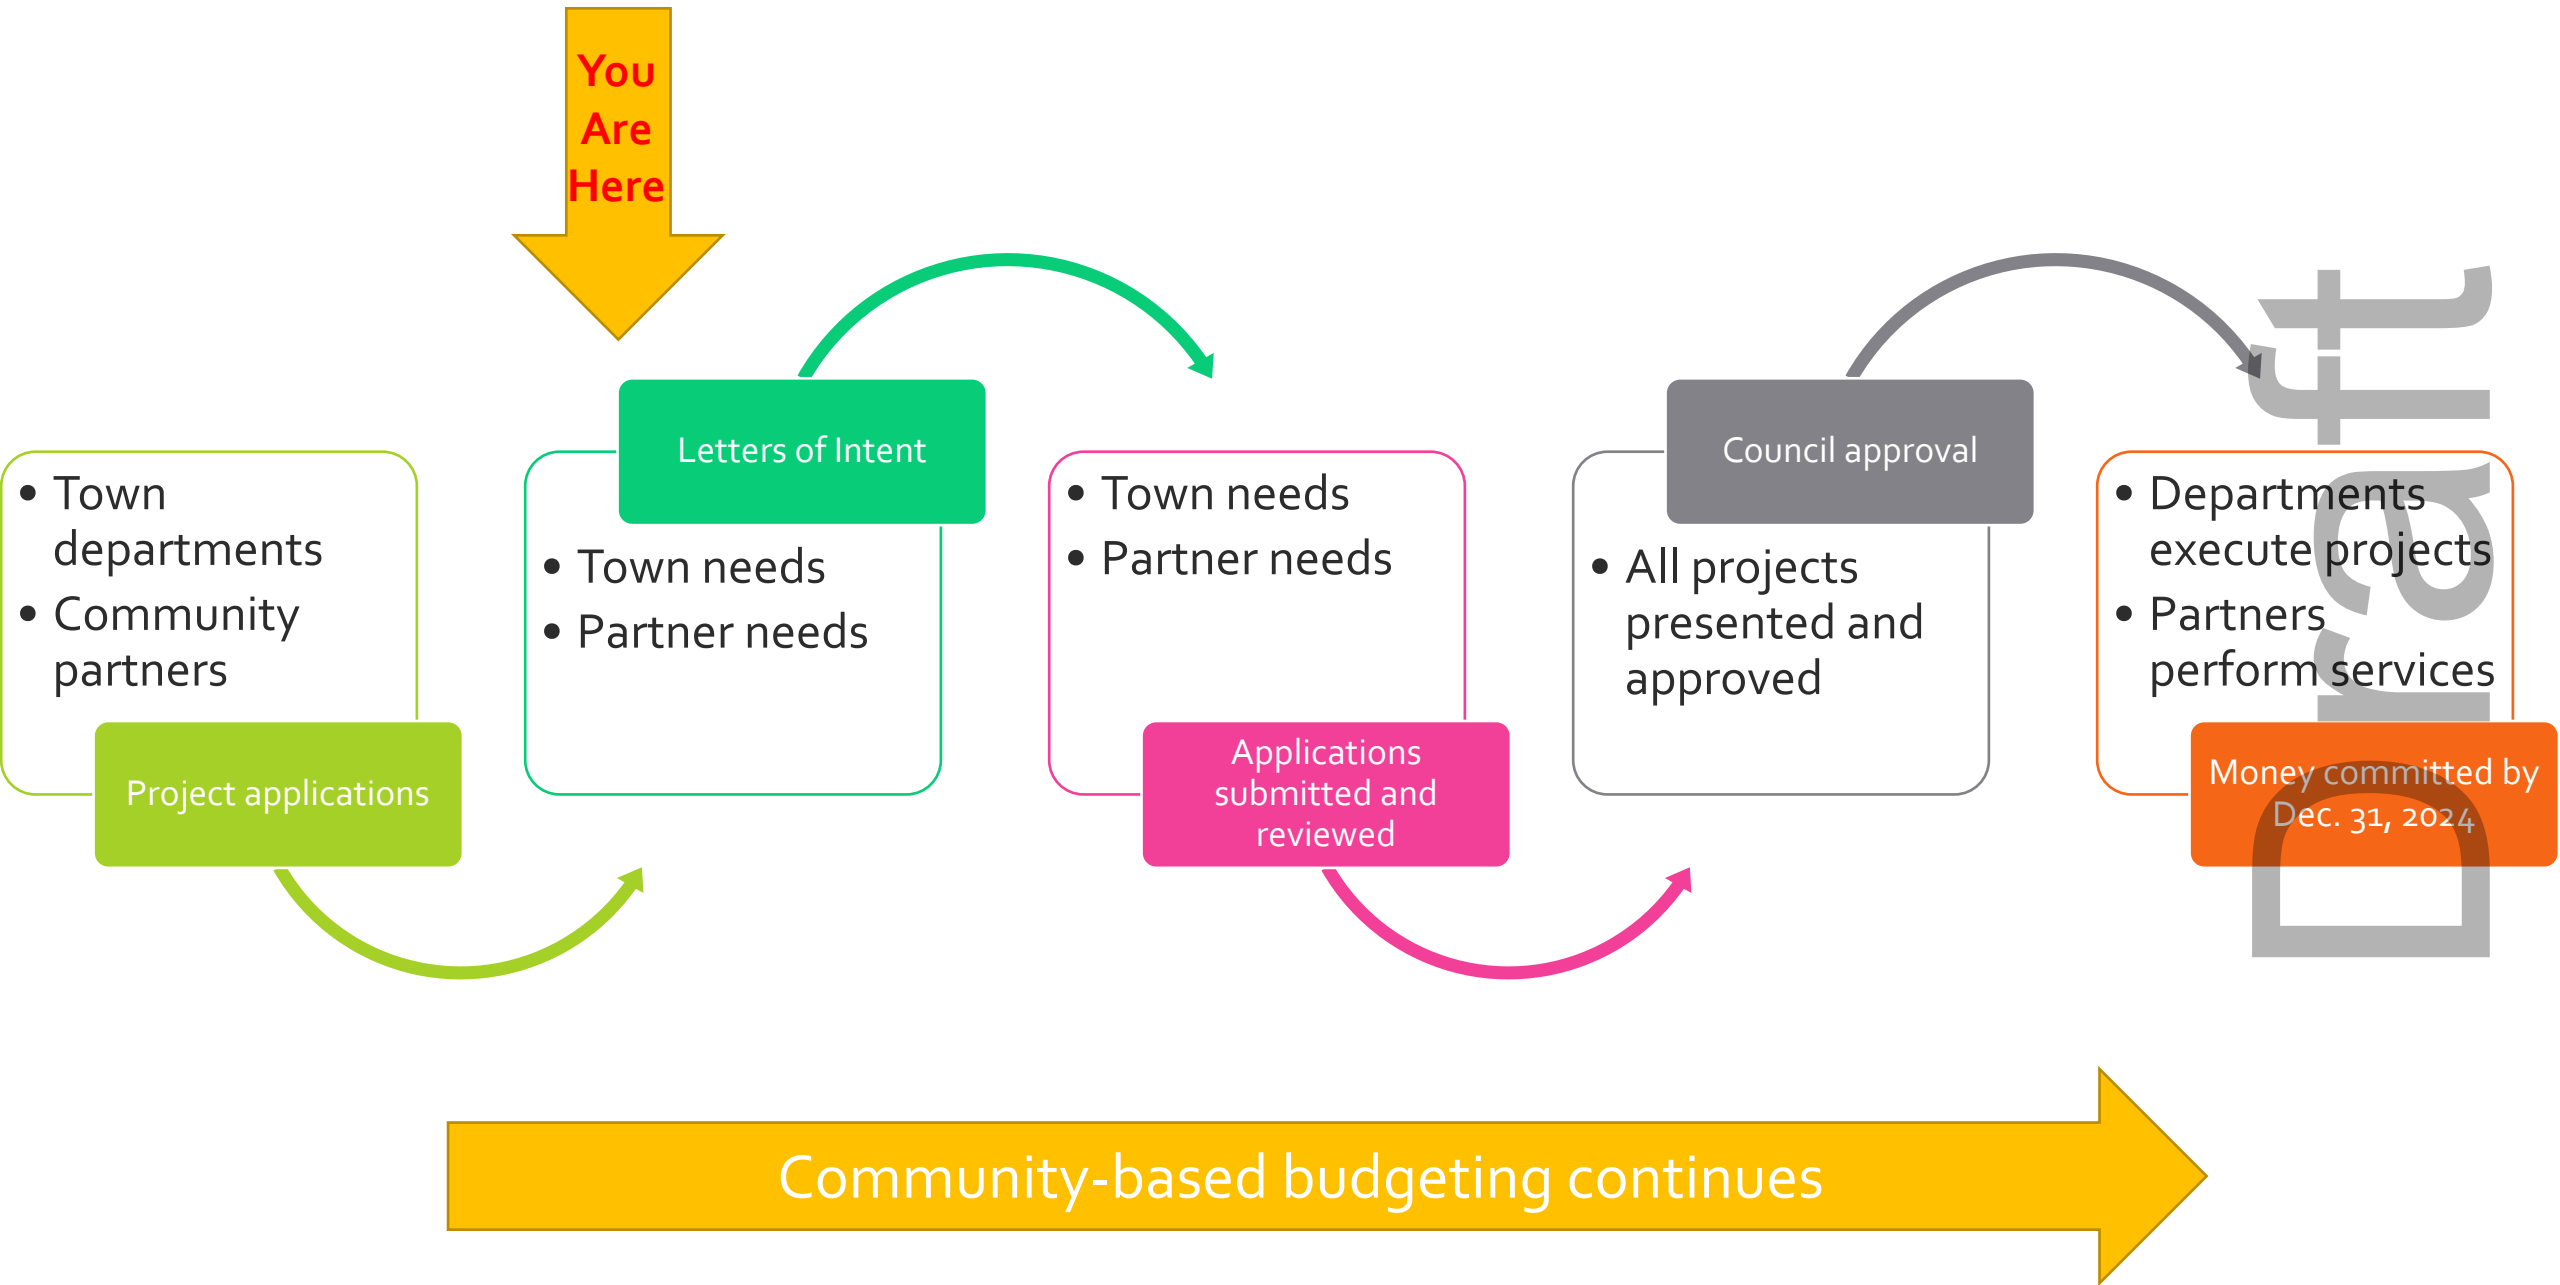 You
Are
Here
• Town
departments
• Community
partners
Project applications
Letters of Intent
• Town needs
• Partner needs
• Town needs
• Partner needs
Applications
submitted and
reviewed
Council approval
• All projects
presented and
approved
• Departments
execute projects
• Partners
perform services
Money committed by
Dec. 31, 2024
Draft
Community-based budgeting continues